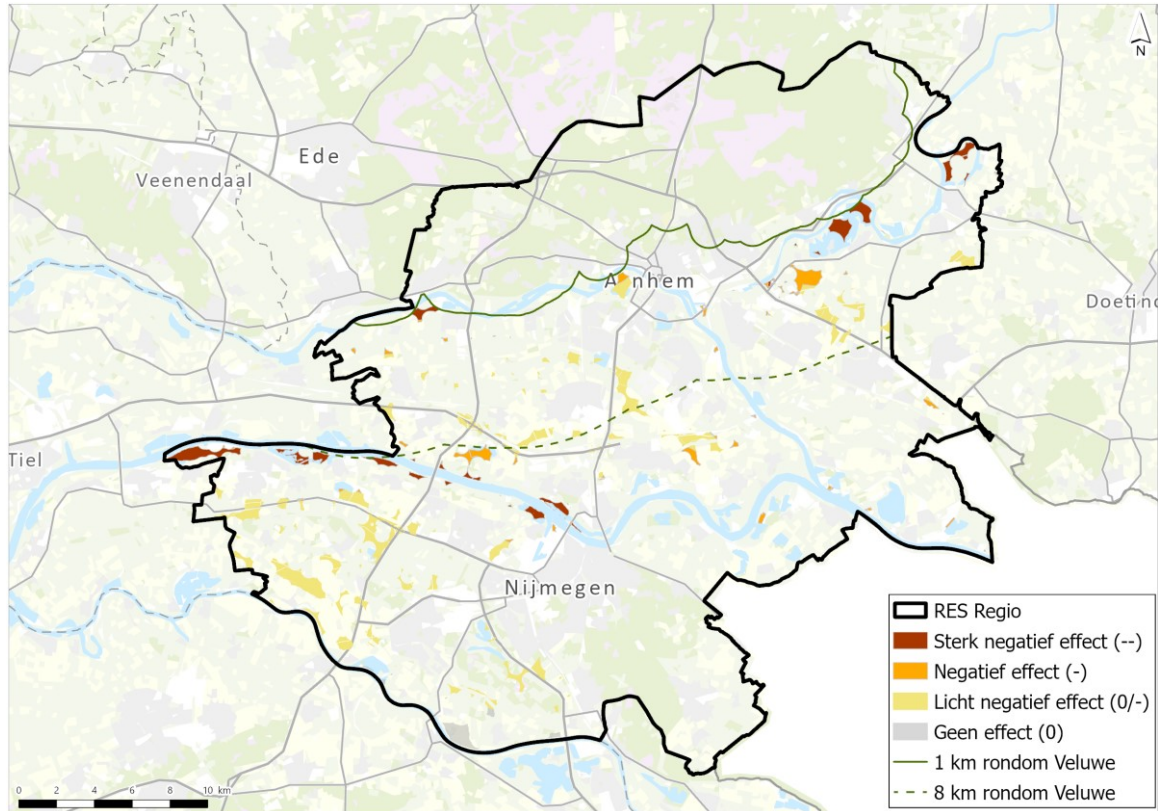 N
Ede
Veenendaal
Doetinc
Tiel
Nijmegen
RES Regio
Sterk negatief effect (--)
Negatief effect (-)
Licht negatief effect (0/-)
Geen effect (0)
1 km rondom Veluwe
8 km rondom Veluwe
0 2 4 6 8 10 km